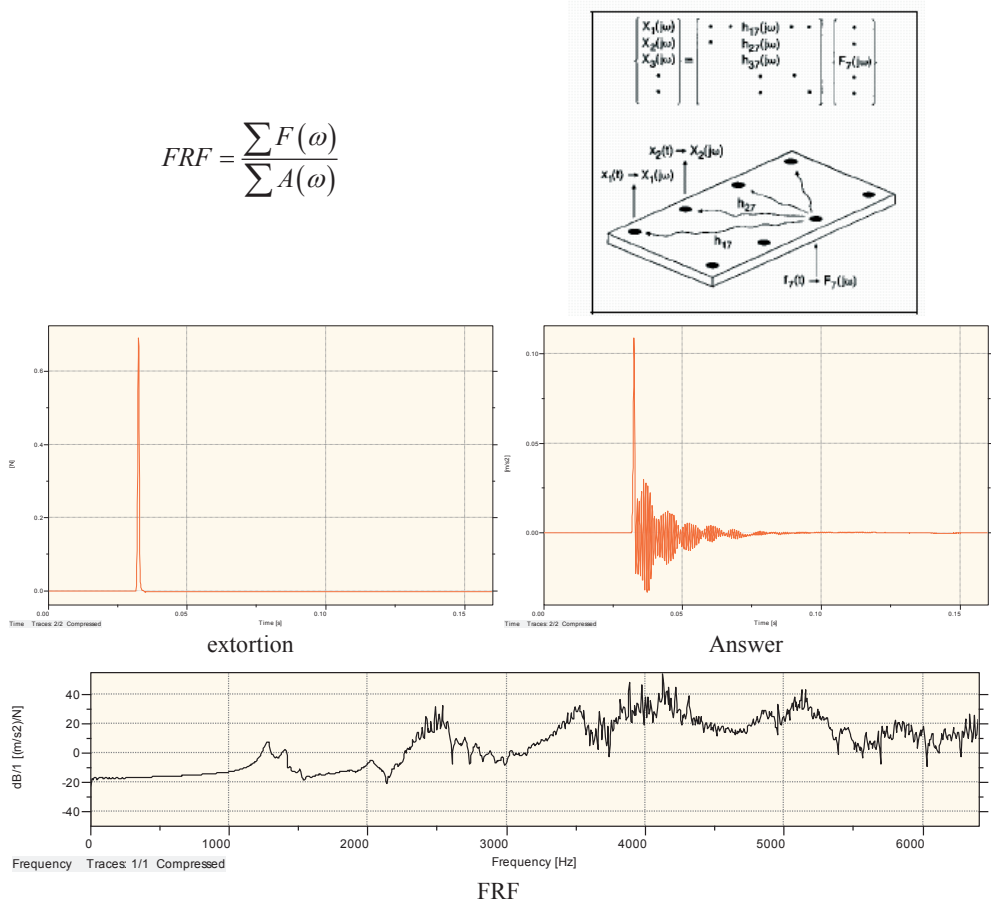 FRF = ∑ F(ω) / ∑ A(ω)
X₁(jω) h₁₇(jω)
X₂(jω) h₂₇(jω)
X₃(jω) = h₃₇(jω) F₇(jω)
x₂(t) → X₂(jω)
x₁(t) → X₁(jω)
h₂₇
h₁₇
f₇(t) → F₇(jω)
[N]
0.6
0.4
0.2
0.0
0.00 0.05 0.10 0.15
Time Traces: 2/2 Compressed Time [s]
extortion
[m/s2]
0.10
0.05
0.00
0.00 0.05 0.10 0.15
Time Traces: 2/2 Compressed Time [s]
Answer
dB/1 [(m/s2)/N]
40
20
0
-20
-40
0 1000 2000 3000 4000 5000 6000
Frequency Traces: 1/1 Compressed Frequency [Hz]
FRF